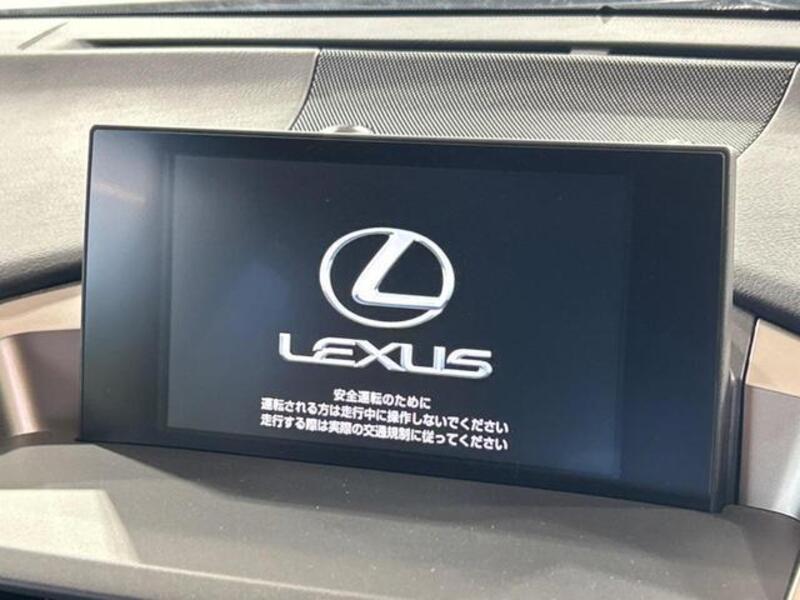 LEXUS
安全運転のために
運転される方は走行中に操作しないでください
走行する際は実際の交通規制に従ってください